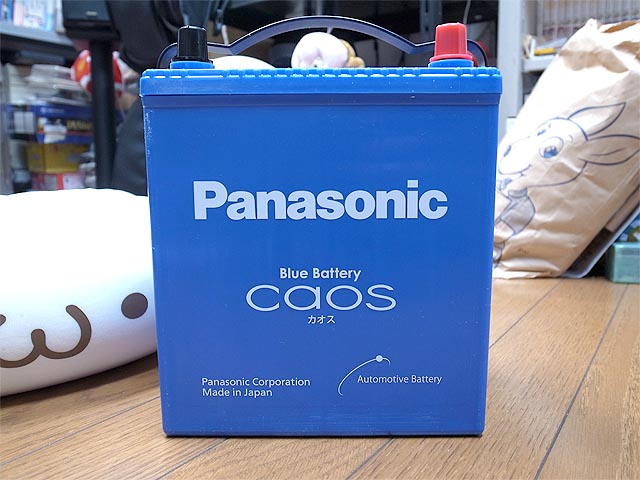 Panasonic
Blue Battery
caos
カオス
Panasonic Corporation
Made in Japan
Automotive Battery